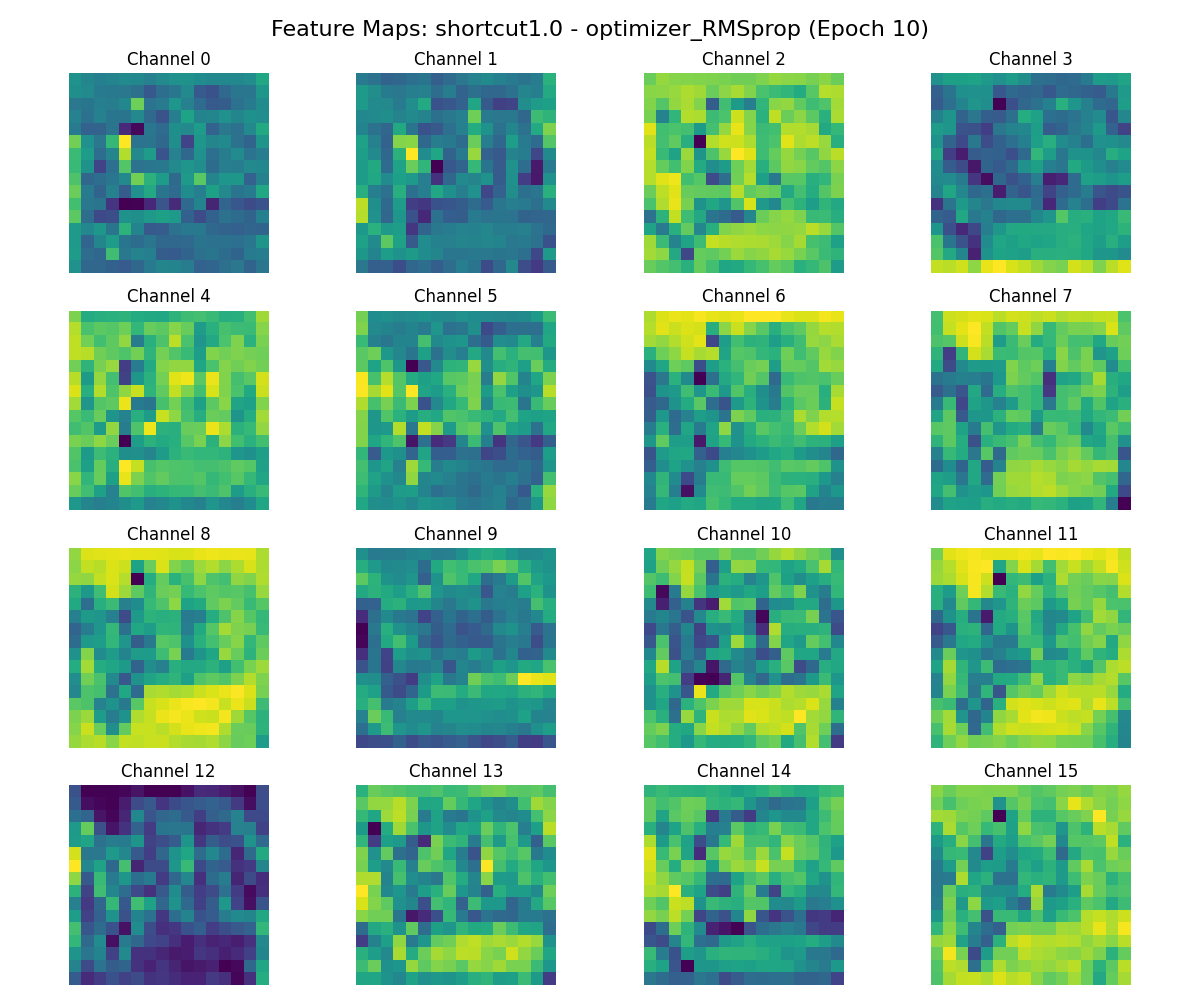 Feature Maps: shortcut1.0 - optimizer_RMSprop (Epoch 10)
Channel 0
Channel 1
Channel 2
Channel 3
Channel 4
Channel 5
Channel 6
Channel 7
Channel 8
Channel 9
Channel 10
Channel 11
Channel 12
Channel 13
Channel 14
Channel 15